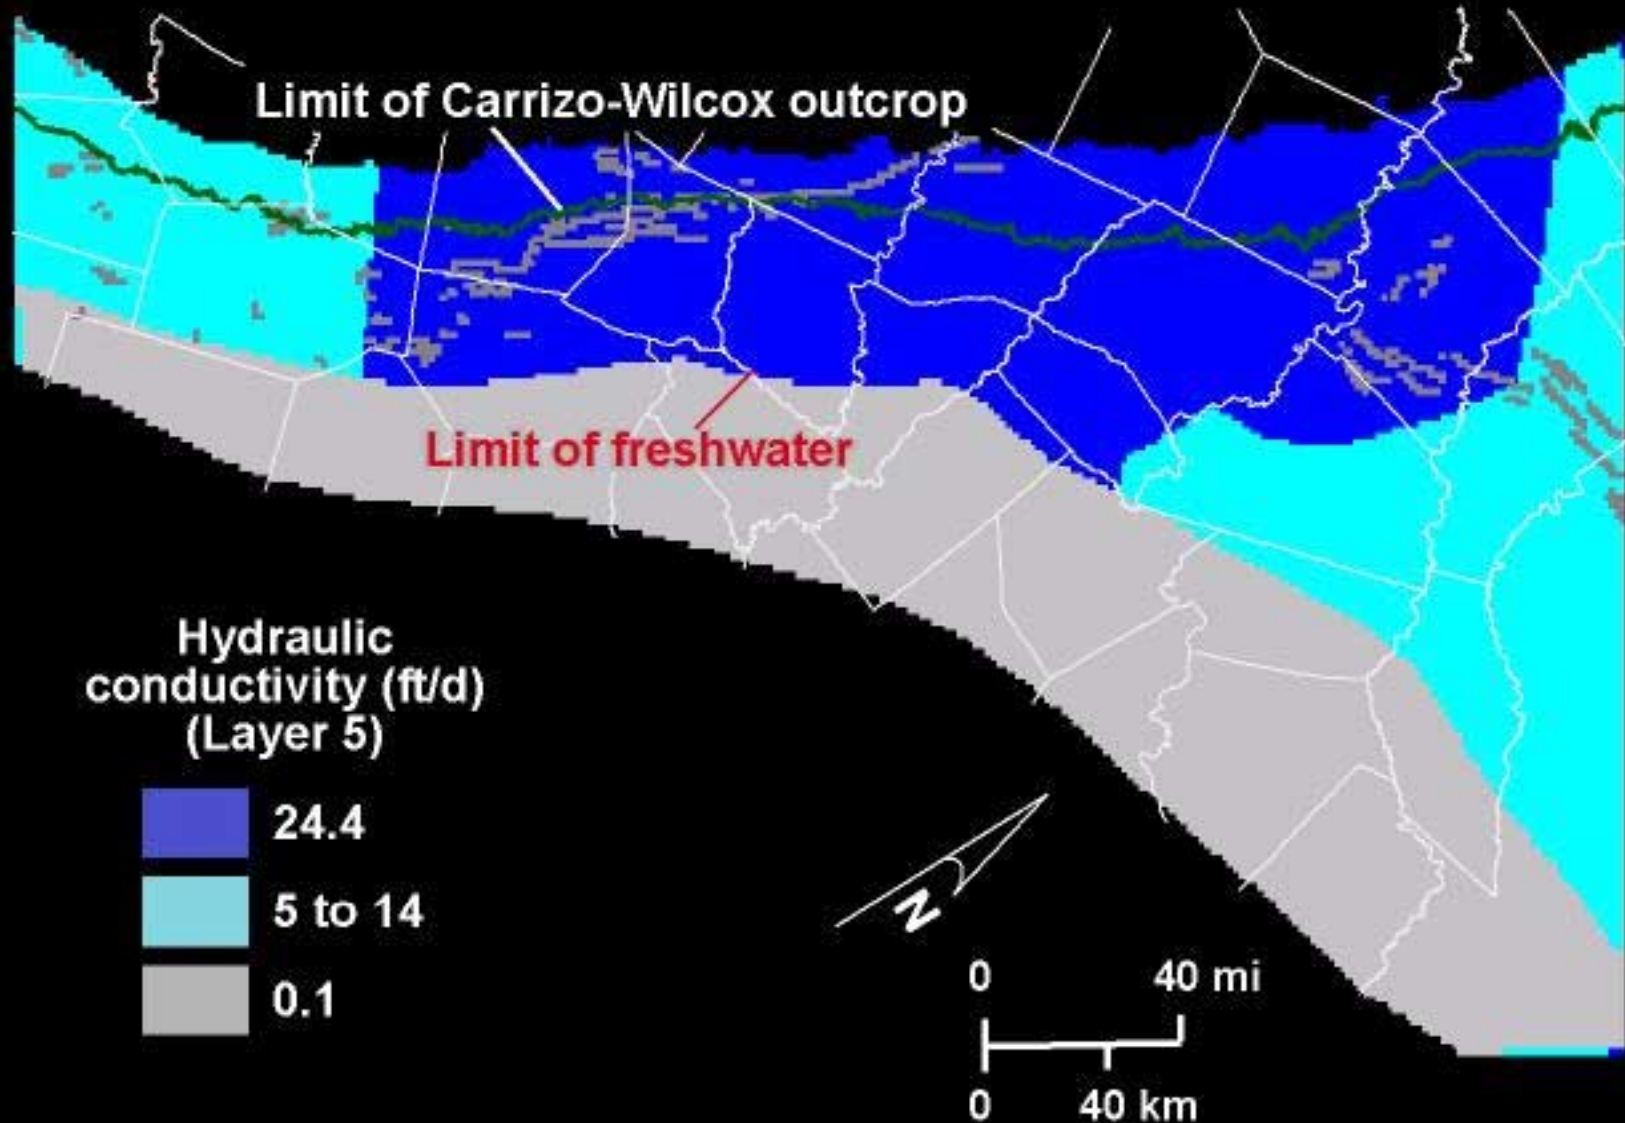 Limit of Carrizo-Wilcox outcrop
Limit of freshwater
Hydraulic
conductivity (ft/d)
(Layer 5)
24.4
5 to 14
0.1
N
0 40 mi
0 40 km